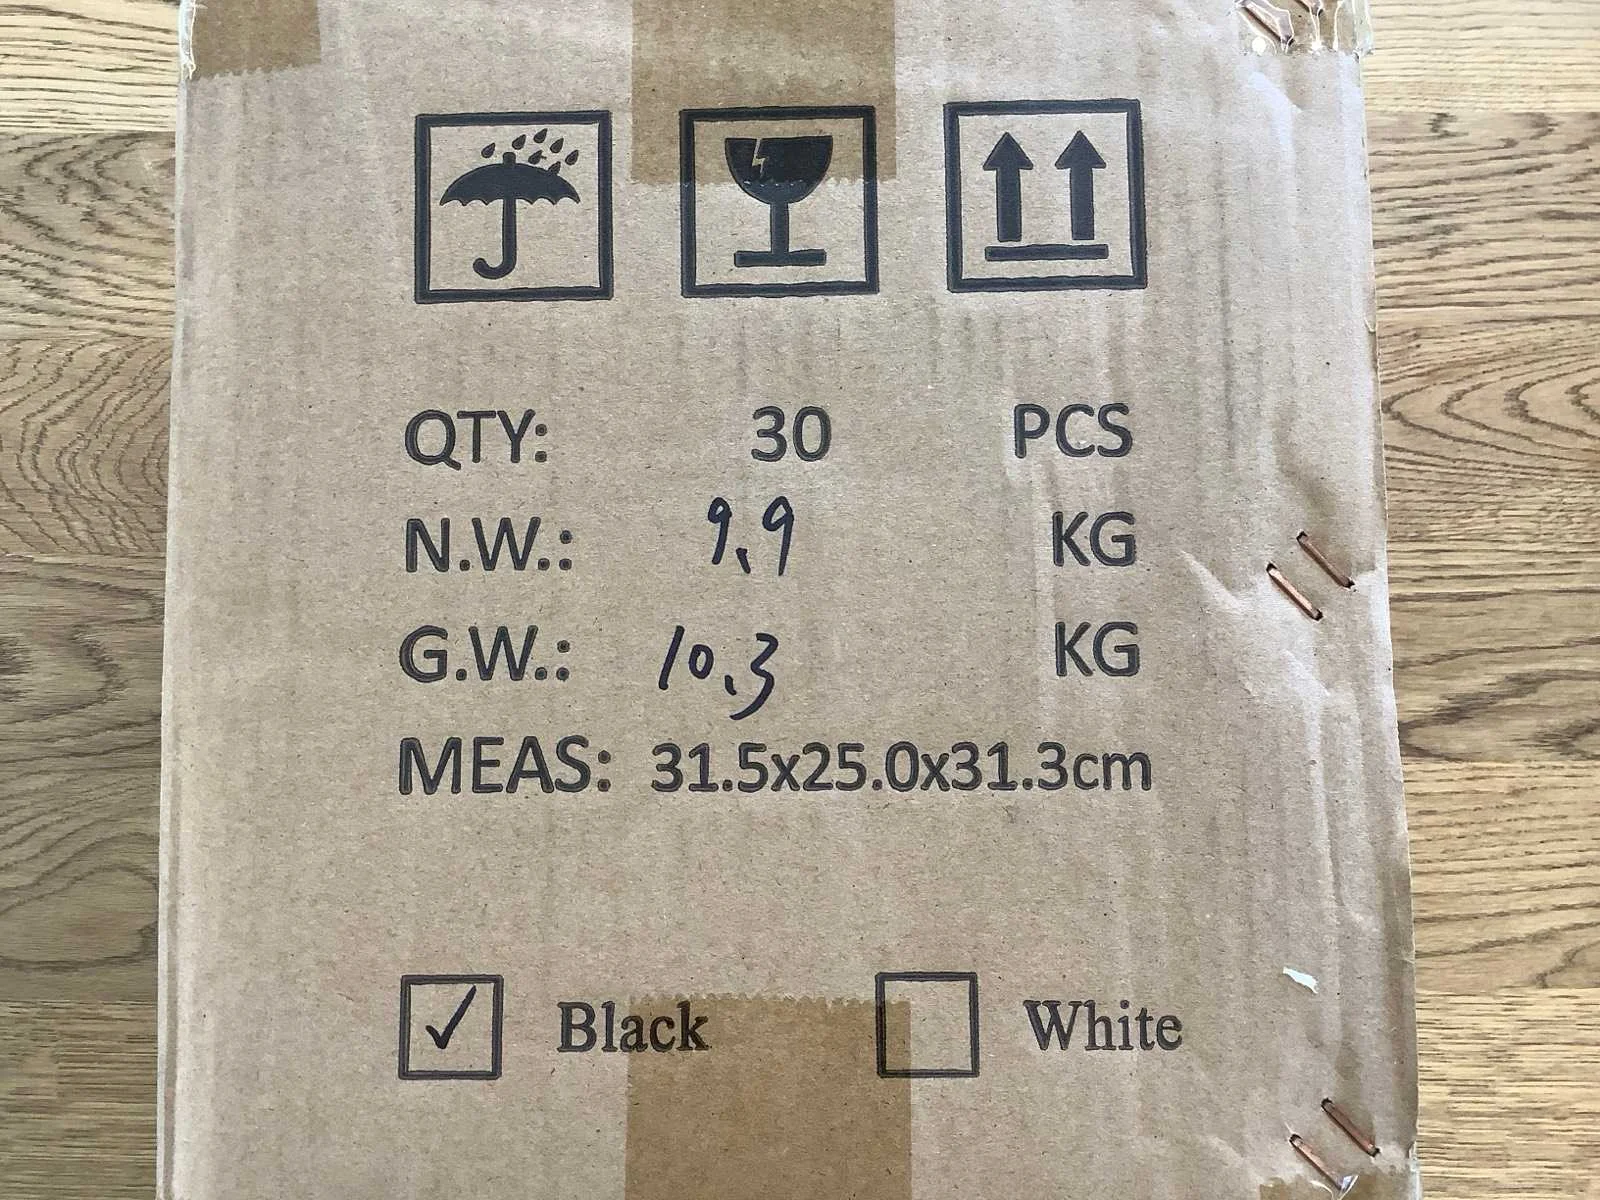 QTY: 30 PCS
N.W.: 9.9 KG
G.W.: 10.3 KG
MEAS: 31.5x25.0x31.3cm
Black White